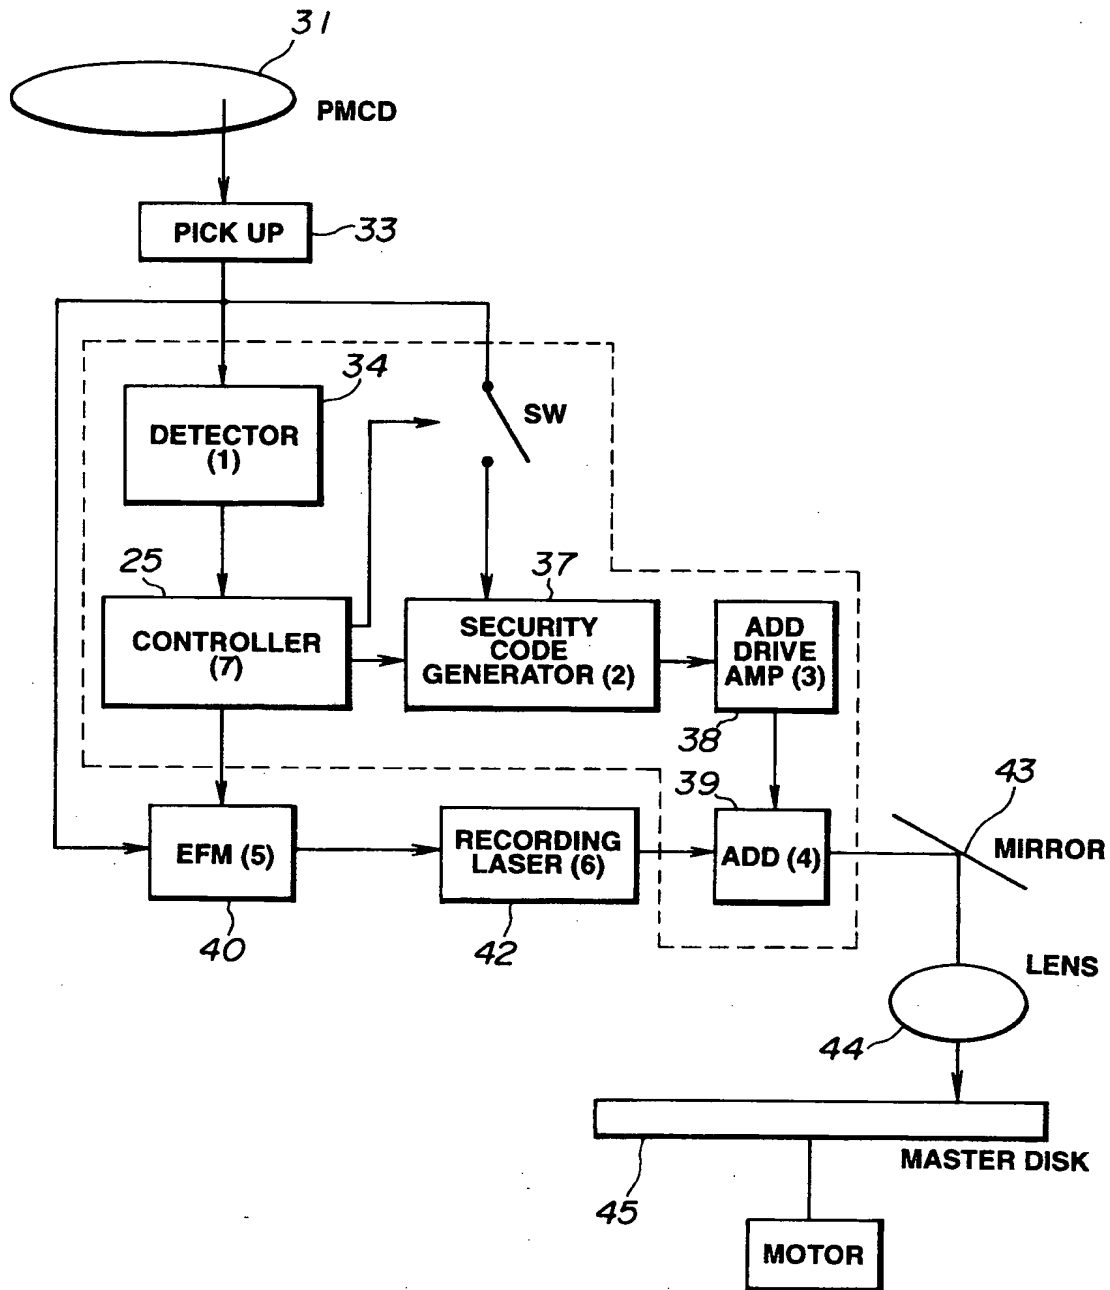 31
PMCD
PICK UP
33
34
DETECTOR
(1)
SW
25
CONTROLLER
(7)
37
SECURITY
CODE
GENERATOR (2)
ADD
DRIVE
AMP (3)
38
39
EFM (5)
40
RECORDING
LASER (6)
42
ADD (4)
43
MIRROR
LENS
44
MASTER DISK
45
MOTOR